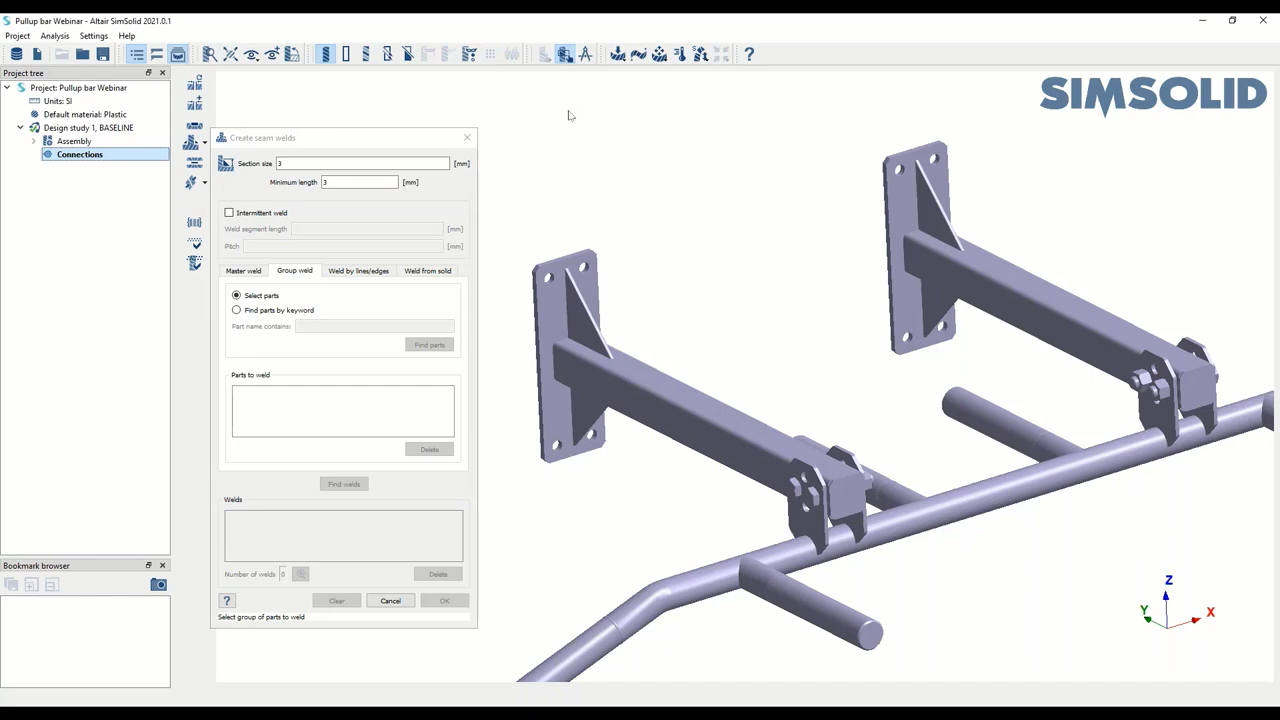 Pullup bar Webinar - Altair SimSolid 2021.0.1
Project Analysis Settings Help
Project tree
Project: Pullup bar Webinar
Units: SI
Default material: Plastic
Design study 1, BASELINE
Assembly
Connections
Bookmark browser
Create seam welds
Section size 3 [mm]
Minimum length 3 [mm]
Intermittent weld
Weld segment length [mm]
Pitch [mm]
Master weld Group weld Weld by lines/edges Weld from solid
Select parts
Find parts by keyword
Part name contains:
Find parts
Parts to weld
Delete
Find welds
Welds
Number of welds 0 Delete
? Clear Cancel OK
Select group of parts to weld
SIMSOLID
Z
Y X